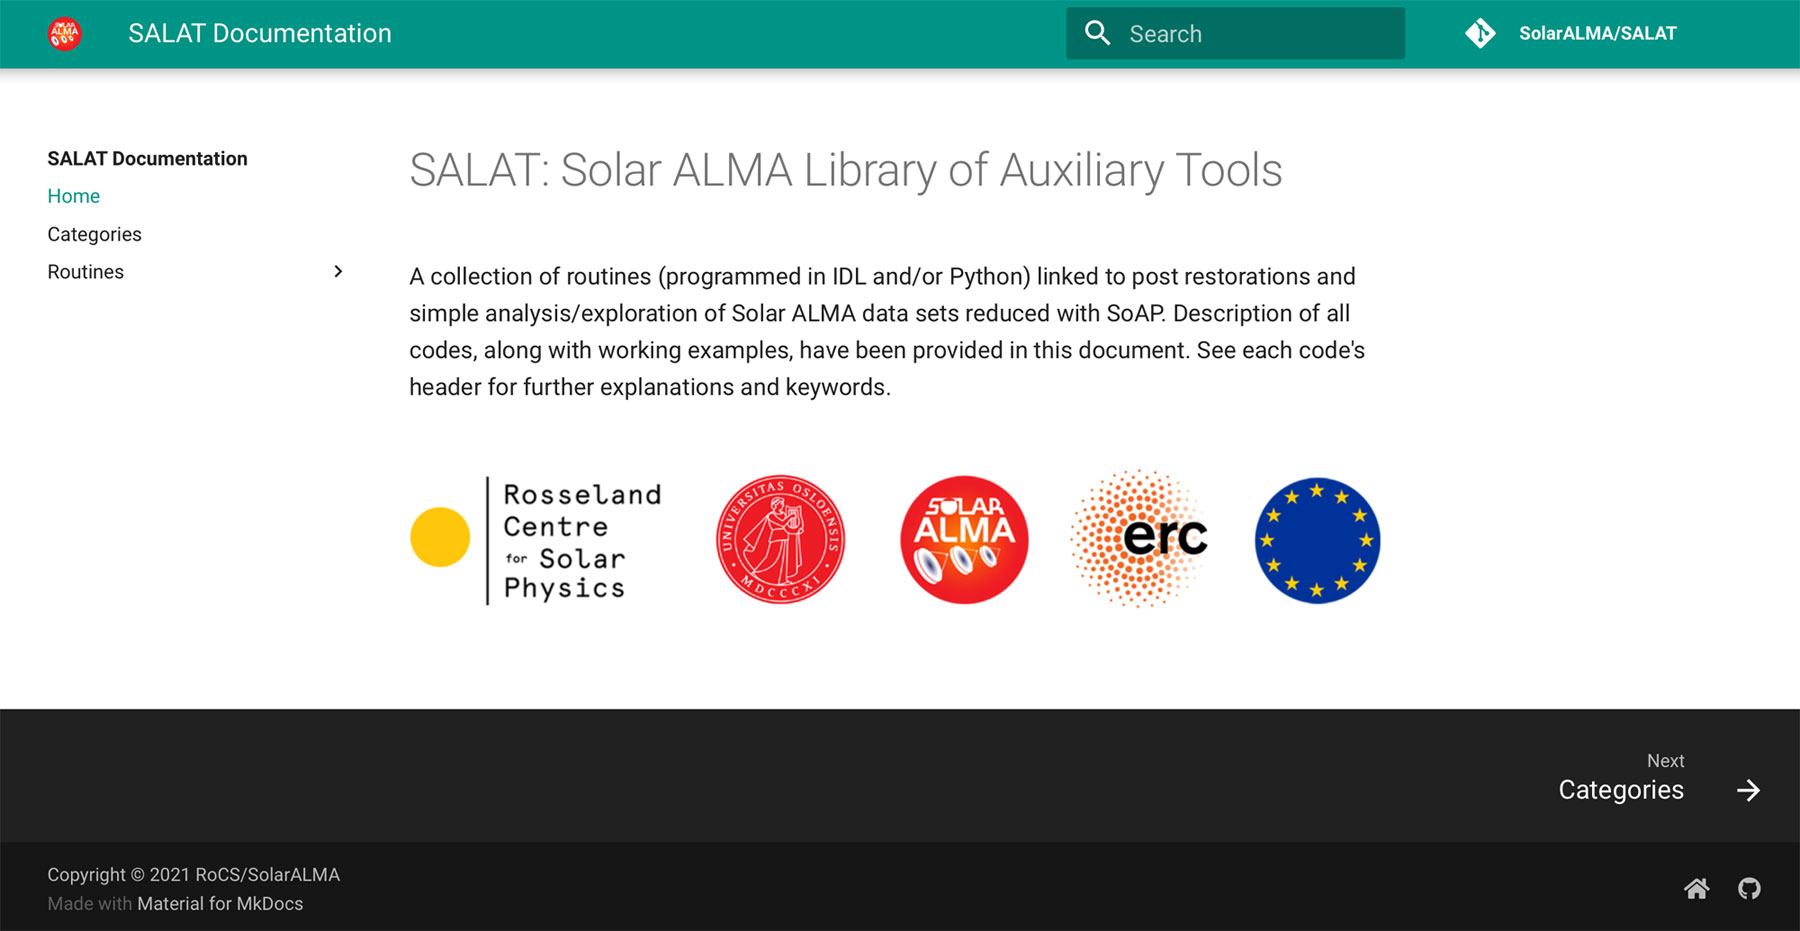 SOLAR
ALMA
SALAT Documentation
Search
SolarALMA/SALAT
SALAT Documentation
Home
Categories
Routines
SALAT: Solar ALMA Library of Auxiliary Tools
A collection of routines (programmed in IDL and/or Python) linked to post restorations and
simple analysis/exploration of Solar ALMA data sets reduced with SoAP. Description of all
codes, along with working examples, have been provided in this document. See each code's
header for further explanations and keywords.
Rosseland
Centre
for Solar
Physics
UNIVERSITAS OSLOENSIS
MDCCCXI
SOLAR
ALMA
erc
Next
Categories
Copyright © 2021 RoCS/SolarALMA
Made with Material for MkDocs